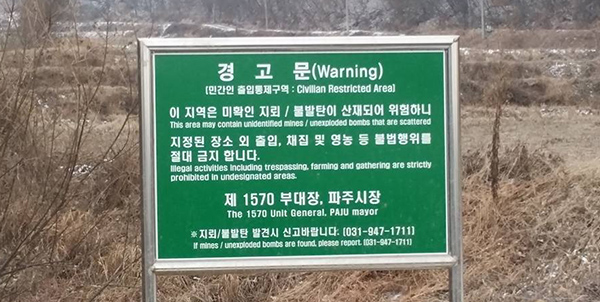 경 고 문(Warning)
(민간인 출입통제구역 : Civilian Restricted Area)
이 지역은 미확인 지뢰 / 불발탄이 산재되어 위험하니
This area may contain unidentified mines / unexploded bombs that are scattered
지정된 장소 외 출입, 채집 및 영농 등 불법행위를
절대 금지 합니다.
Illegal activities including trespassing, farming and gathering are strictly
prohibited in undesignated areas.
제 1570 부대장, 파주시장
The 1570 Unit General, PAJU mayor
※지뢰/불발탄 발견시 신고바랍니다. (031-947-1711)
If mines / unexploded bombs are found, please report. (031-947-1711)